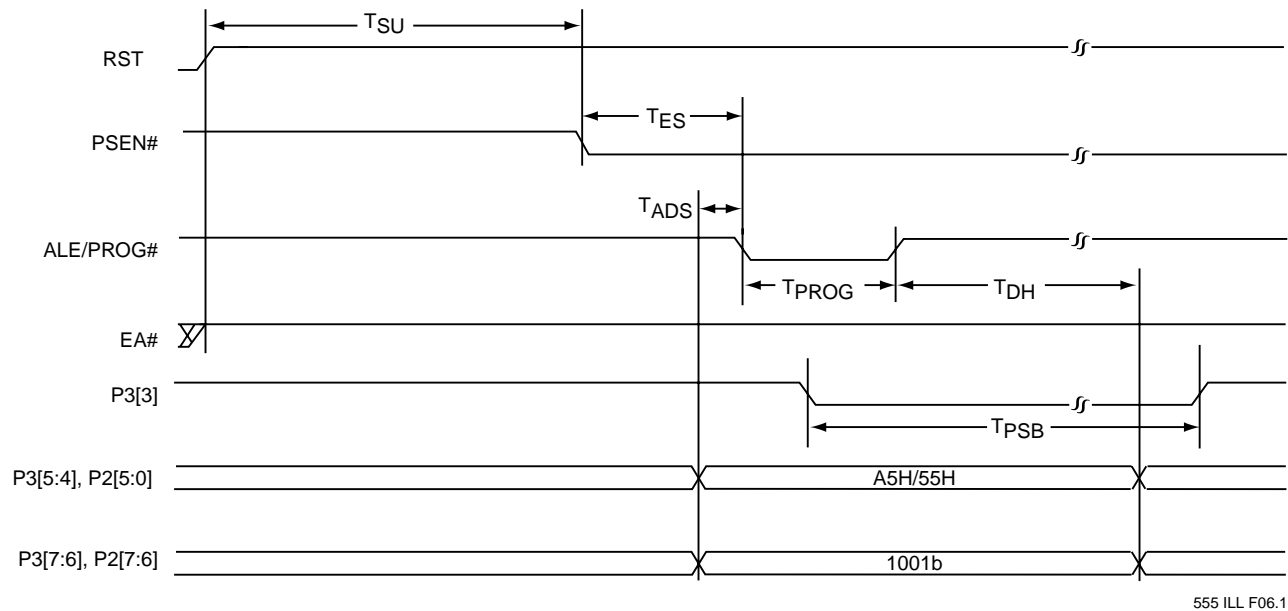 TSU
RST
TES
PSEN#
TADS
ALE/PROG#
TPROG
TDH
EA#
P3[3]
TPSB
P3[5:4], P2[5:0]
A5H/55H
P3[7:6], P2[7:6]
1001b
555 ILL F06.1